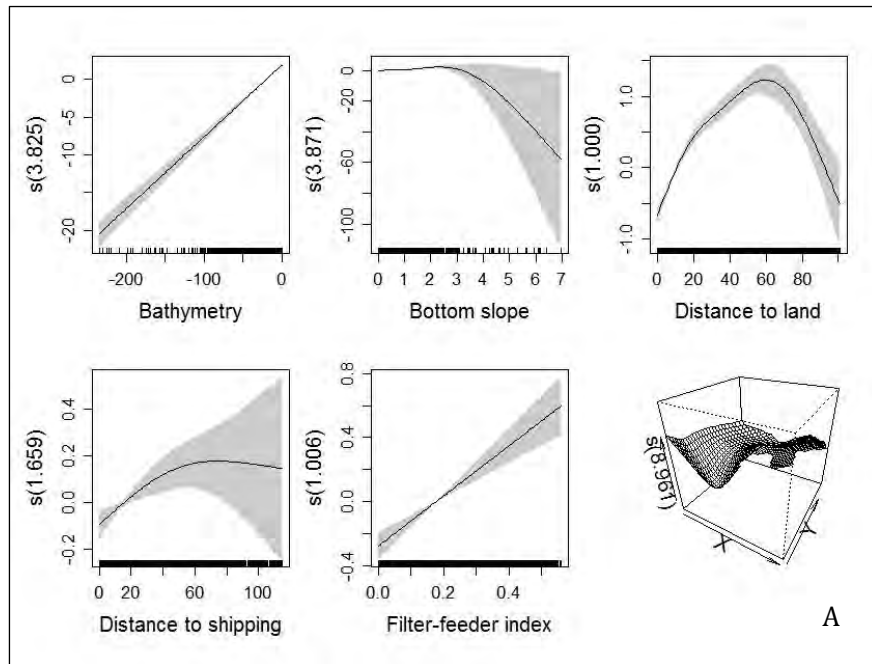 s(3.825)
0
-5
-10
-20
-200
-100
0
Bathymetry
s(3.871)
0
-20
-60
-100
0 1 2 3 4 5 6 7
Bottom slope
s(1.000)
1.0
0.0
-1.0
0 20 40 60 80
Distance to land
s(1.659)
0.4
0.2
0.0
-0.2
0 20 60 100
Distance to shipping
s(1.006)
0.8
0.4
0.0
-0.4
0.0 0.2 0.4
Filter-feeder index
s(8.961)
X
Y
A